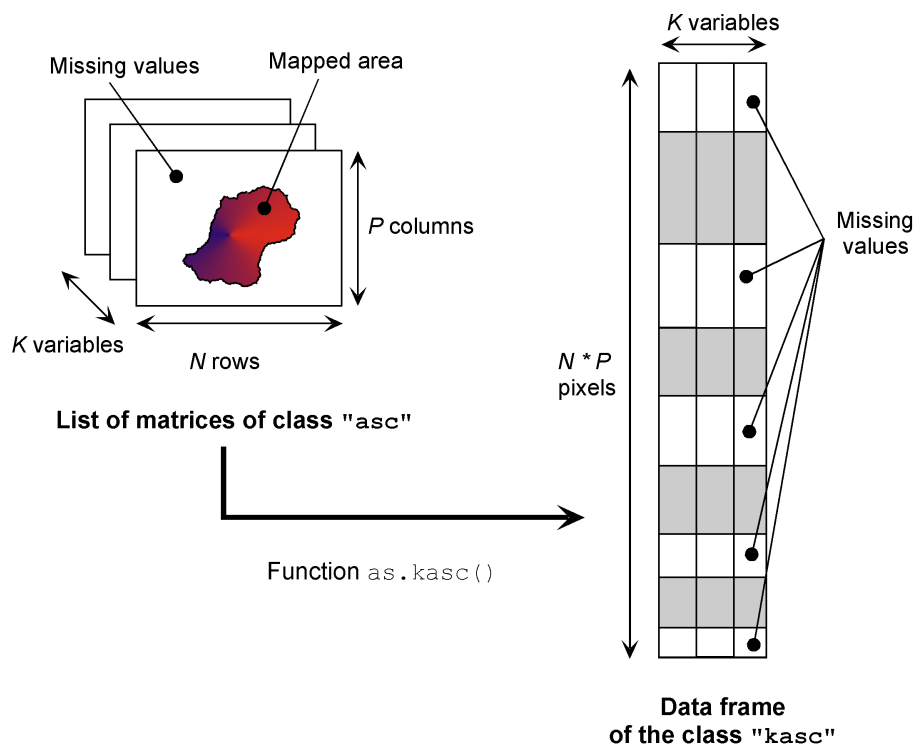 Missing values
Mapped area
P columns
K variables
N rows
List of matrices of class "asc"
Function as.kasc()
K variables
N * P
pixels
Missing
values
Data frame
of the class "kasc"